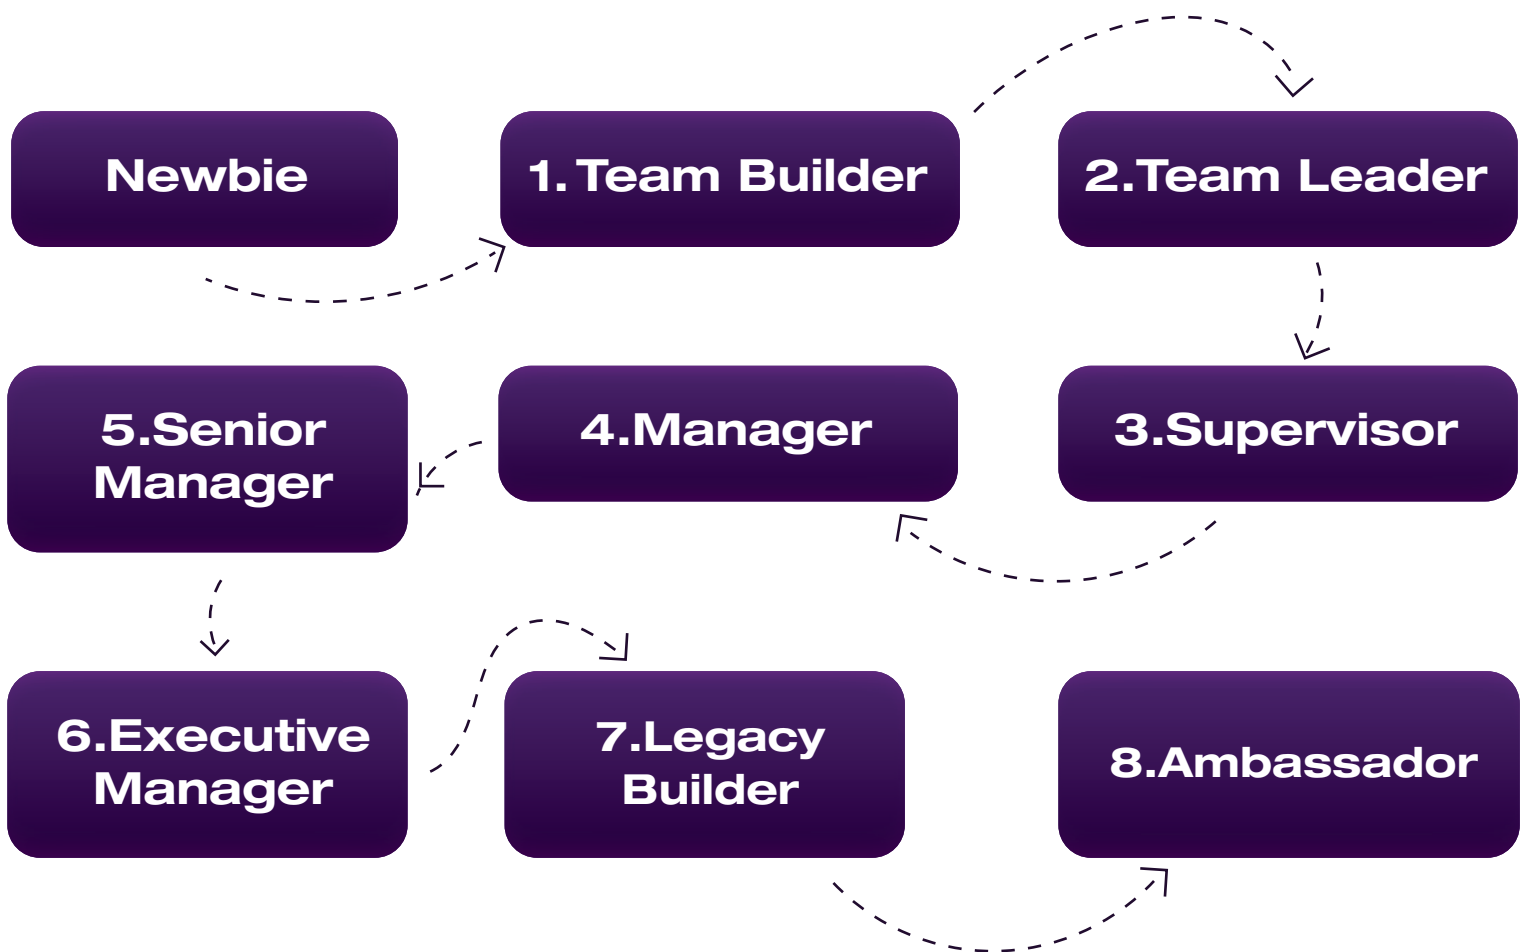 Newbie
1. Team Builder
2.Team Leader
3.Supervisor
4.Manager
5.Senior
Manager
6.Executive
Manager
7.Legacy
Builder
8.Ambassador